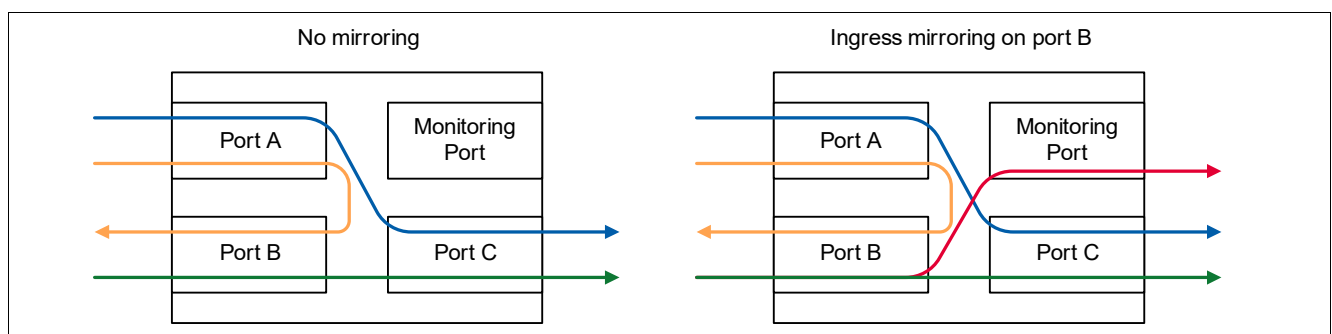 No mirroring
Ingress mirroring on port B
Port A
Monitoring
Port
Port B
Port C
Port A
Monitoring
Port
Port B
Port C